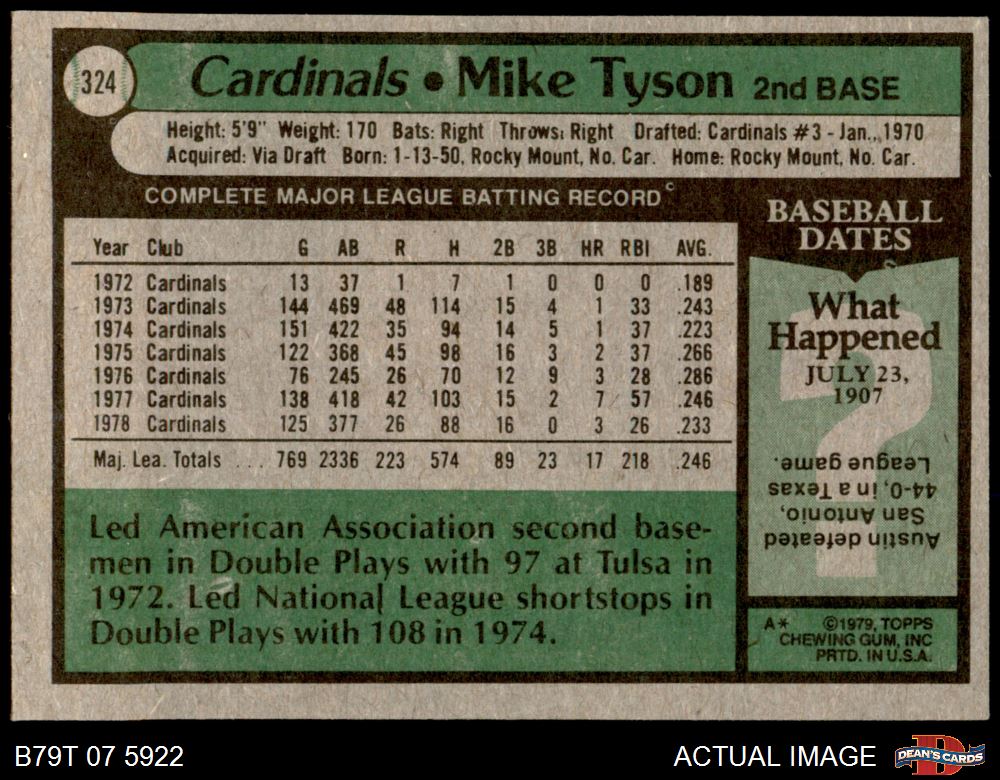 324
Cardinals • Mike Tyson 2nd BASE
Height: 5'9" Weight: 170 Bats: Right Throws: Right Drafted: Cardinals #3 - Jan., 1970
Acquired: Via Draft Born: 1-13-50, Rocky Mount, No. Car. Home: Rocky Mount, No. Car.
COMPLETE MAJOR LEAGUE BATTING RECORD©
Year Club G AB R H 2B 3B HR RBI AVG.
1972 Cardinals 13 37 1 7 1 0 0 0 .189
1973 Cardinals 144 469 48 114 15 4 1 33 .243
1974 Cardinals 151 422 35 94 14 5 1 37 .223
1975 Cardinals 122 368 45 98 16 3 2 37 .266
1976 Cardinals 76 245 26 70 12 9 3 28 .286
1977 Cardinals 138 418 42 103 15 2 7 57 .246
1978 Cardinals 125 377 26 88 16 0 3 26 .233
Maj. Lea. Totals ... 769 2336 223 574 89 23 17 218 .246
Led American Association second base-
men in Double Plays with 97 at Tulsa in
1972. Led National League shortstops in
Double Plays with 108 in 1974.
BASEBALL
DATES
What
Happened
JULY 23,
1907
?
Austin defeated
San Antonio,
44-0, in a Texas
League game.
A* ©1979, TOPPS
CHEWING GUM, INC
PRTD. IN U.S.A.
B79T 07 5922
ACTUAL IMAGE
D
DEAN'S CARDS